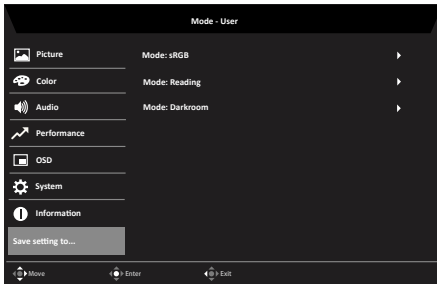 Mode - User
Picture
Mode: sRGB
Color
Mode: Reading
Audio
Mode: Darkroom
Performance
OSD
System
Information
Save setting to...
Move Enter Exit